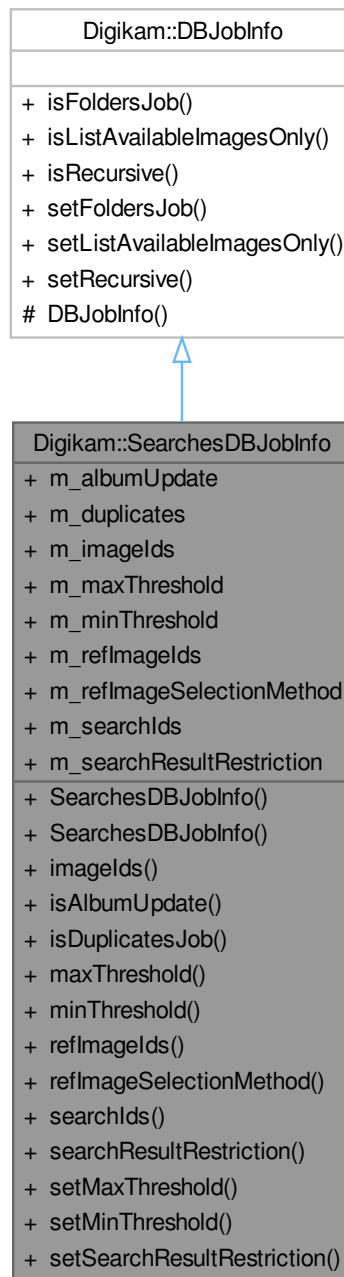 Digikam::DBJobInfo
+ isFoldersJob()
+ isListAvailableImagesOnly()
+ isRecursive()
+ setFoldersJob()
+ setListAvailableImagesOnly()
+ setRecursive()
# DBJobInfo()
Digikam::SearchesDBJobInfo
+ m_albumUpdate
+ m_duplicates
+ m_imageIds
+ m_maxThreshold
+ m_minThreshold
+ m_refImageIds
+ m_refImageSelectionMethod
+ m_searchIds
+ m_searchResultRestriction
+ SearchesDBJobInfo()
+ SearchesDBJobInfo()
+ imageIds()
+ isAlbumUpdate()
+ isDuplicatesJob()
+ maxThreshold()
+ minThreshold()
+ refImageIds()
+ refImageSelectionMethod()
+ searchIds()
+ searchResultRestriction()
+ setMaxThreshold()
+ setMinThreshold()
+ setSearchResultRestriction()